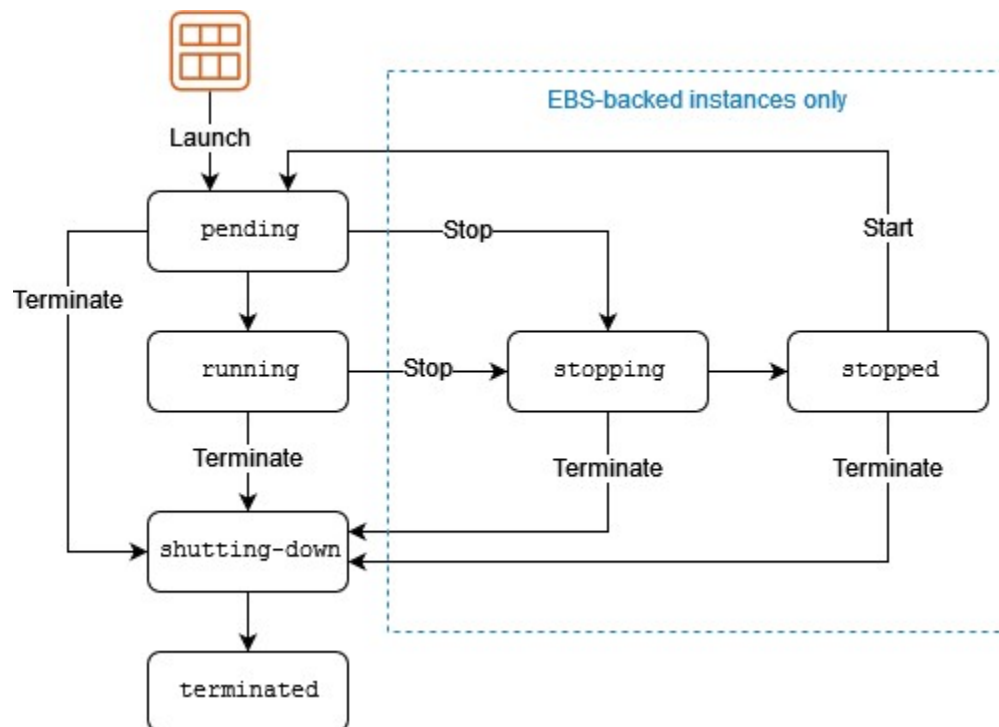 EBS-backed instances only
Launch
pending
Stop
Start
Terminate
running
Stop
stopping
stopped
Terminate
Terminate
Terminate
shutting-down
terminated